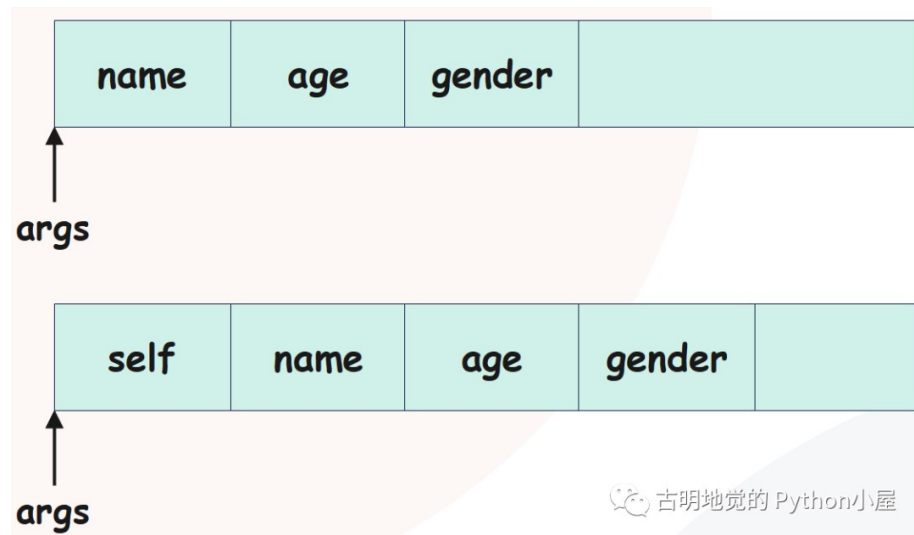 name age gender
args
self name age gender
古明地觉的 Python小屋
args